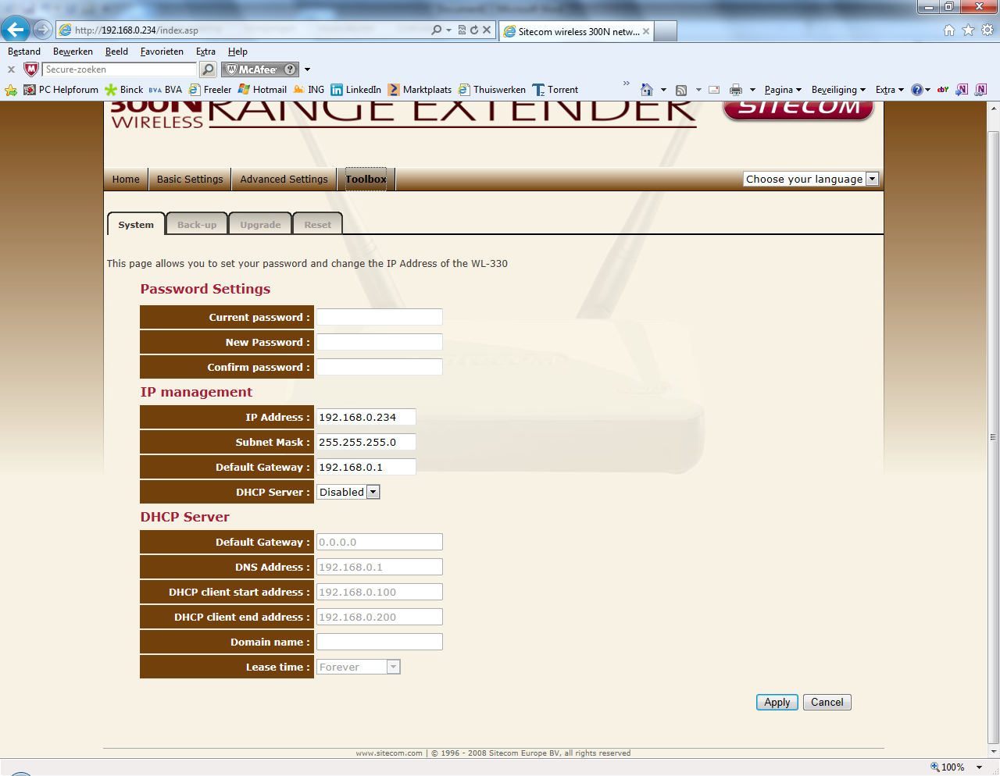 http://192.168.0.234/index.asp
Sitecom wireless 300N netw...
Bestand Bewerken Beeld Favorieten Extra Help
Secure-zoeken McAfee
PC Helpforum Binck BVA BVA Freeler Hotmail ING LinkedIn Marktplaats Thuiswerken Torrent Pagina Beveiliging Extra ebY
300N RANGE EXTENDER SITECOM
WIRELESS
Home Basic Settings Advanced Settings Toolbox Choose your language
System Back-up Upgrade Reset
This page allows you to set your password and change the IP Address of the WL-330
Password Settings
Current password :
New Password :
Confirm password :
IP management
IP Address : 192.168.0.234
Subnet Mask : 255.255.255.0
Default Gateway : 192.168.0.1
DHCP Server : Disabled
DHCP Server
Default Gateway : 0.0.0.0
DNS Address : 192.168.0.1
DHCP client start address : 192.168.0.100
DHCP client end address : 192.168.0.200
Domain name :
Lease time : Forever
Apply Cancel
www.sitecom.com | © 1996 - 2008 Sitecom Europe BV, all rights reserved
100%